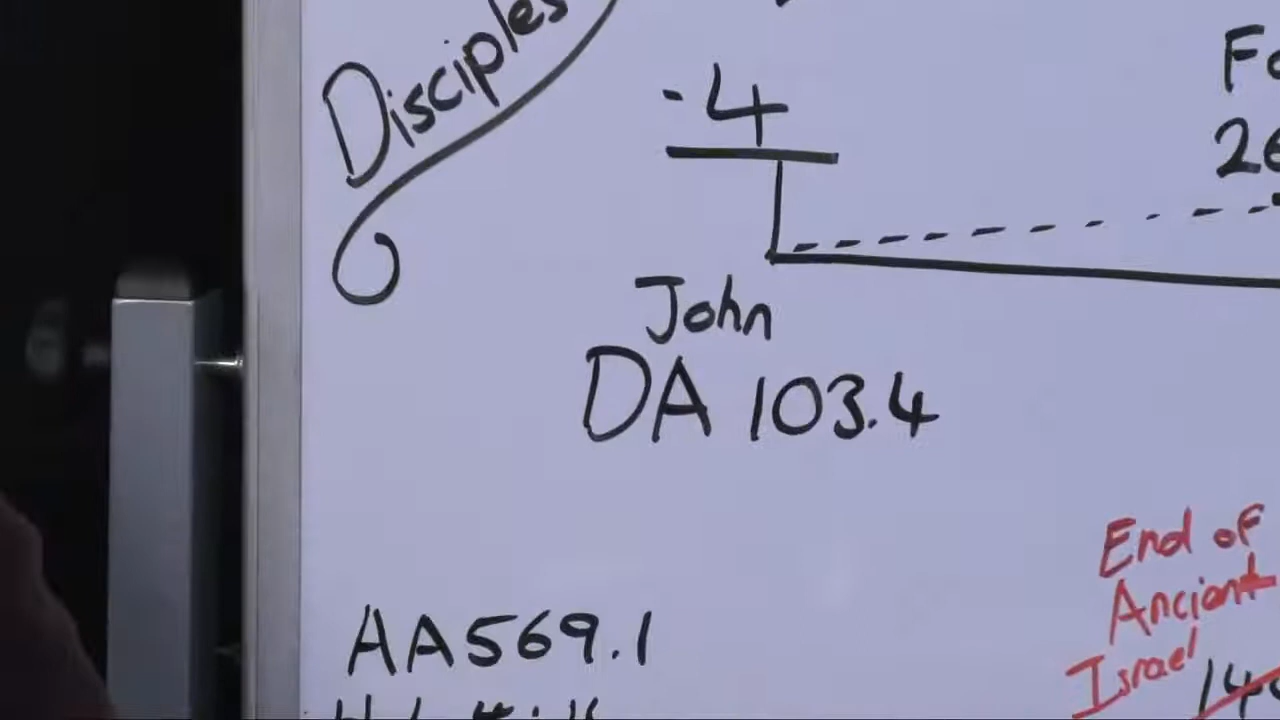 Disciples
-4
John
DA 103.4
AA569.1
End of
Ancient
Israel